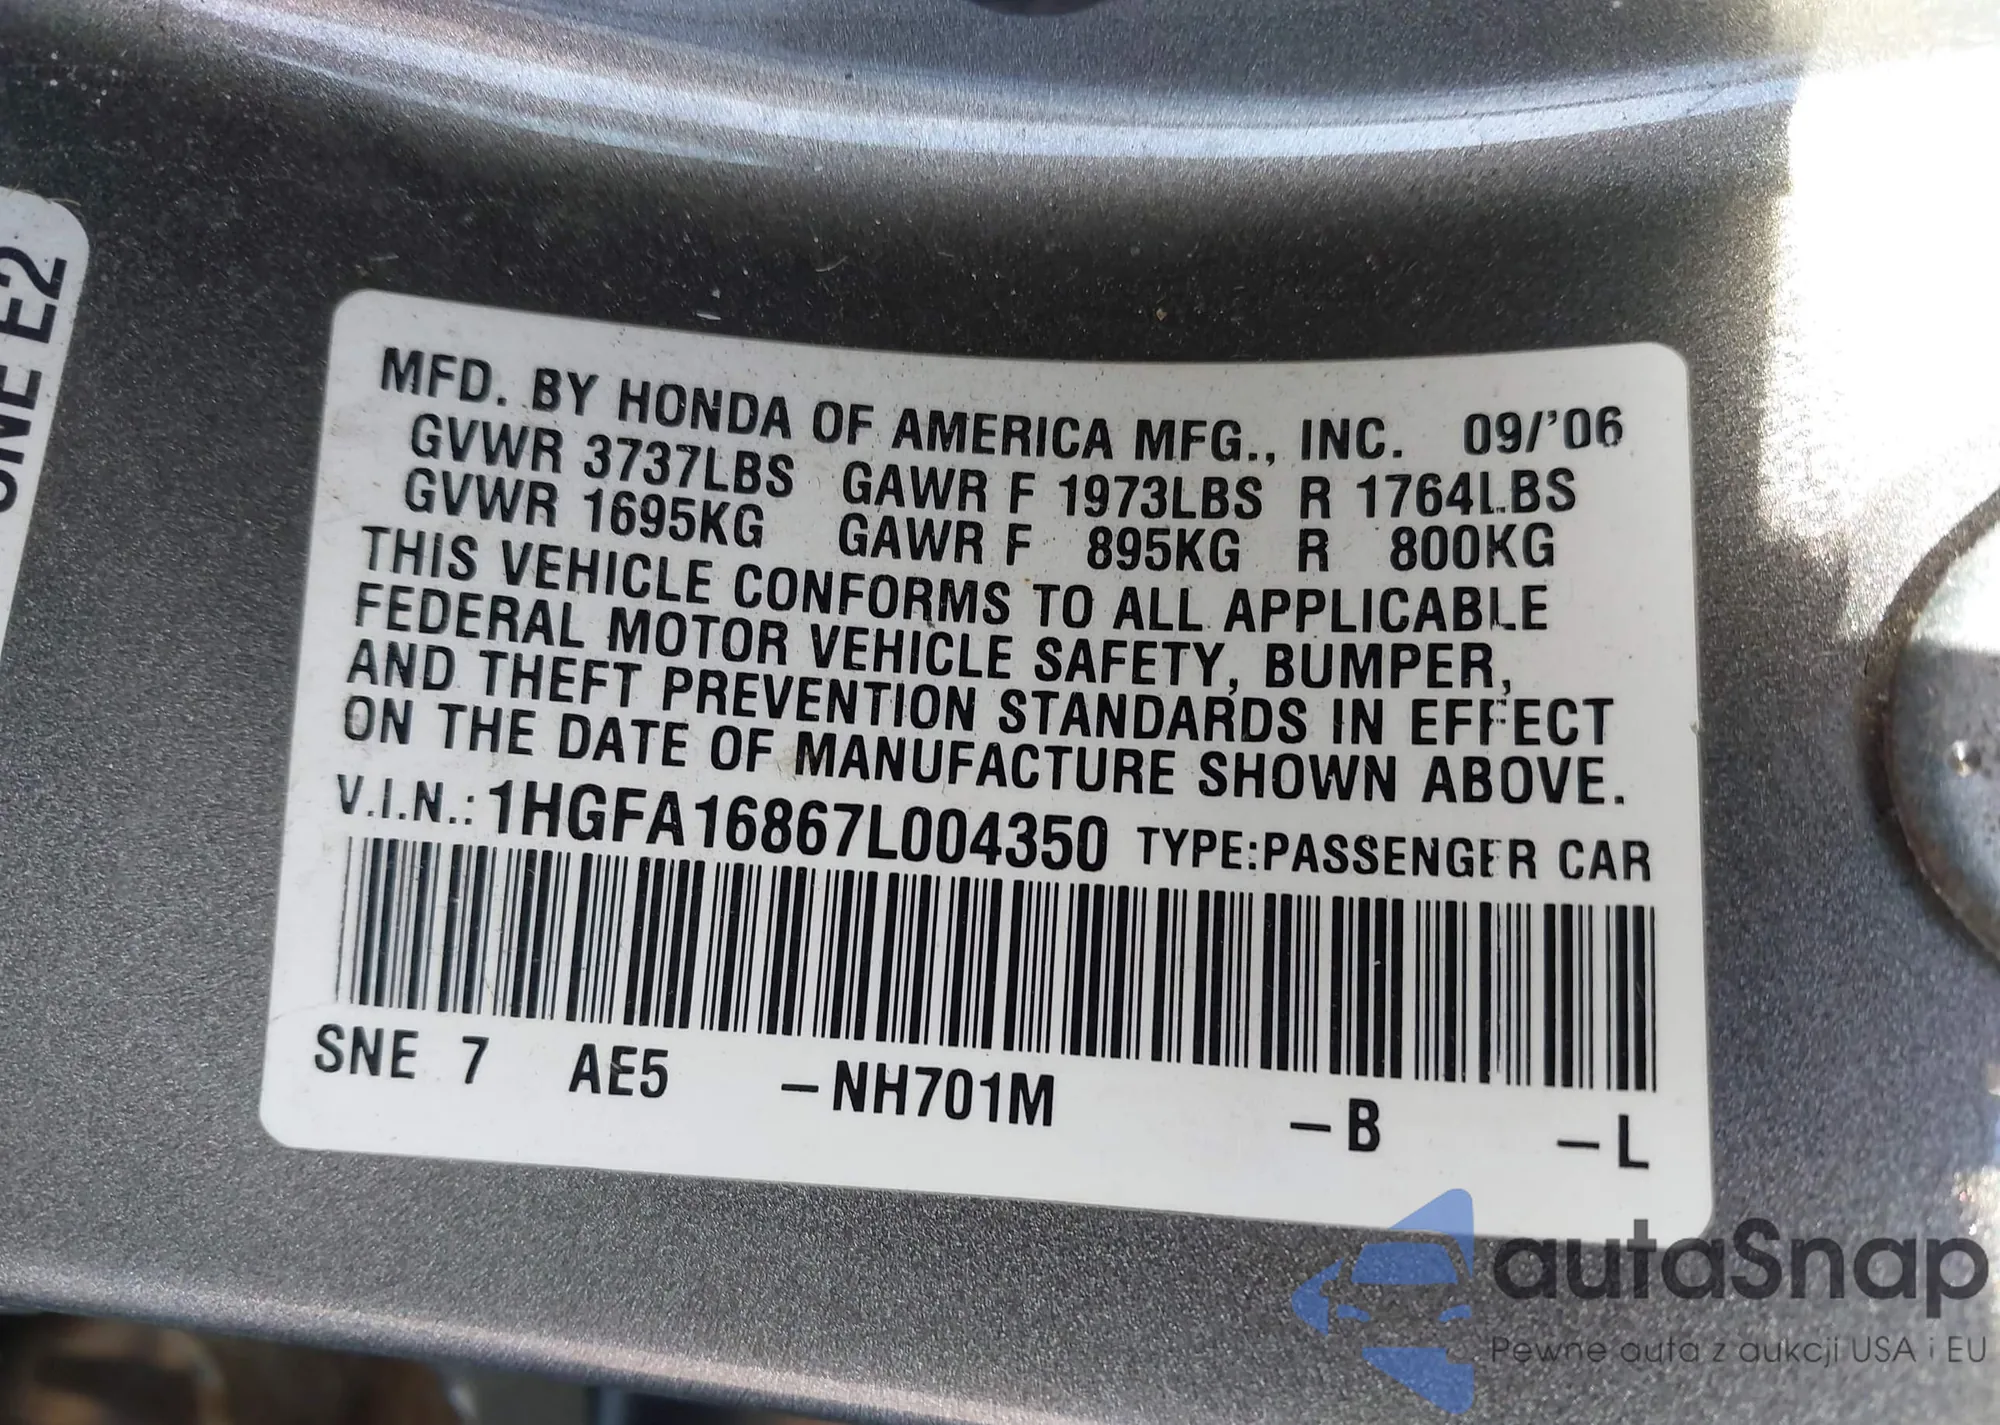 SNE E2
MFD. BY HONDA OF AMERICA MFG., INC. 09/'06
GVWR 3737LBS GAWR F 1973LBS R 1764LBS
GVWR 1695KG GAWR F 895KG R 800KG
THIS VEHICLE CONFORMS TO ALL APPLICABLE
FEDERAL MOTOR VEHICLE SAFETY, BUMPER,
AND THEFT PREVENTION STANDARDS IN EFFECT
ON THE DATE OF MANUFACTURE SHOWN ABOVE.
V.I.N.: 1HGFA16867L004350 TYPE:PASSENGER CAR
SNE 7 AE5 –NH701M –B –L
autaSnap
Pewne auta z aukcji USA i EU